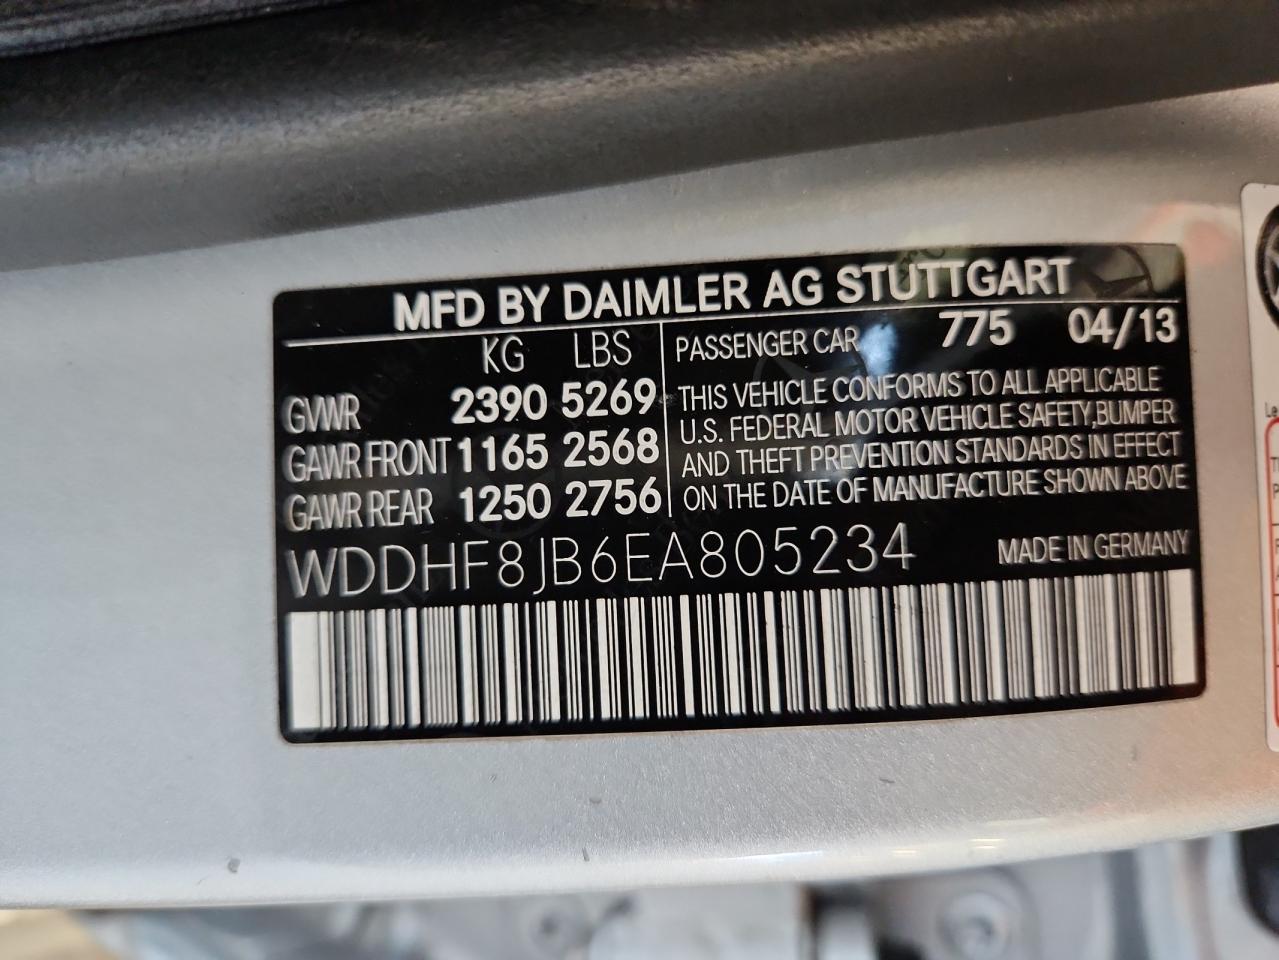 MFD BY DAIMLER AG STUTTGART
KG LBS
GVWR 2390 5269
GAWR FRONT 1165 2568
GAWR REAR 1250 2756
PASSENGER CAR 775 04/13
THIS VEHICLE CONFORMS TO ALL APPLICABLE
U.S. FEDERAL MOTOR VEHICLE SAFETY, BUMPER
AND THEFT PREVENTION STANDARDS IN EFFECT
ON THE DATE OF MANUFACTURE SHOWN ABOVE
WDDHF8JB6EA805234 MADE IN GERMANY